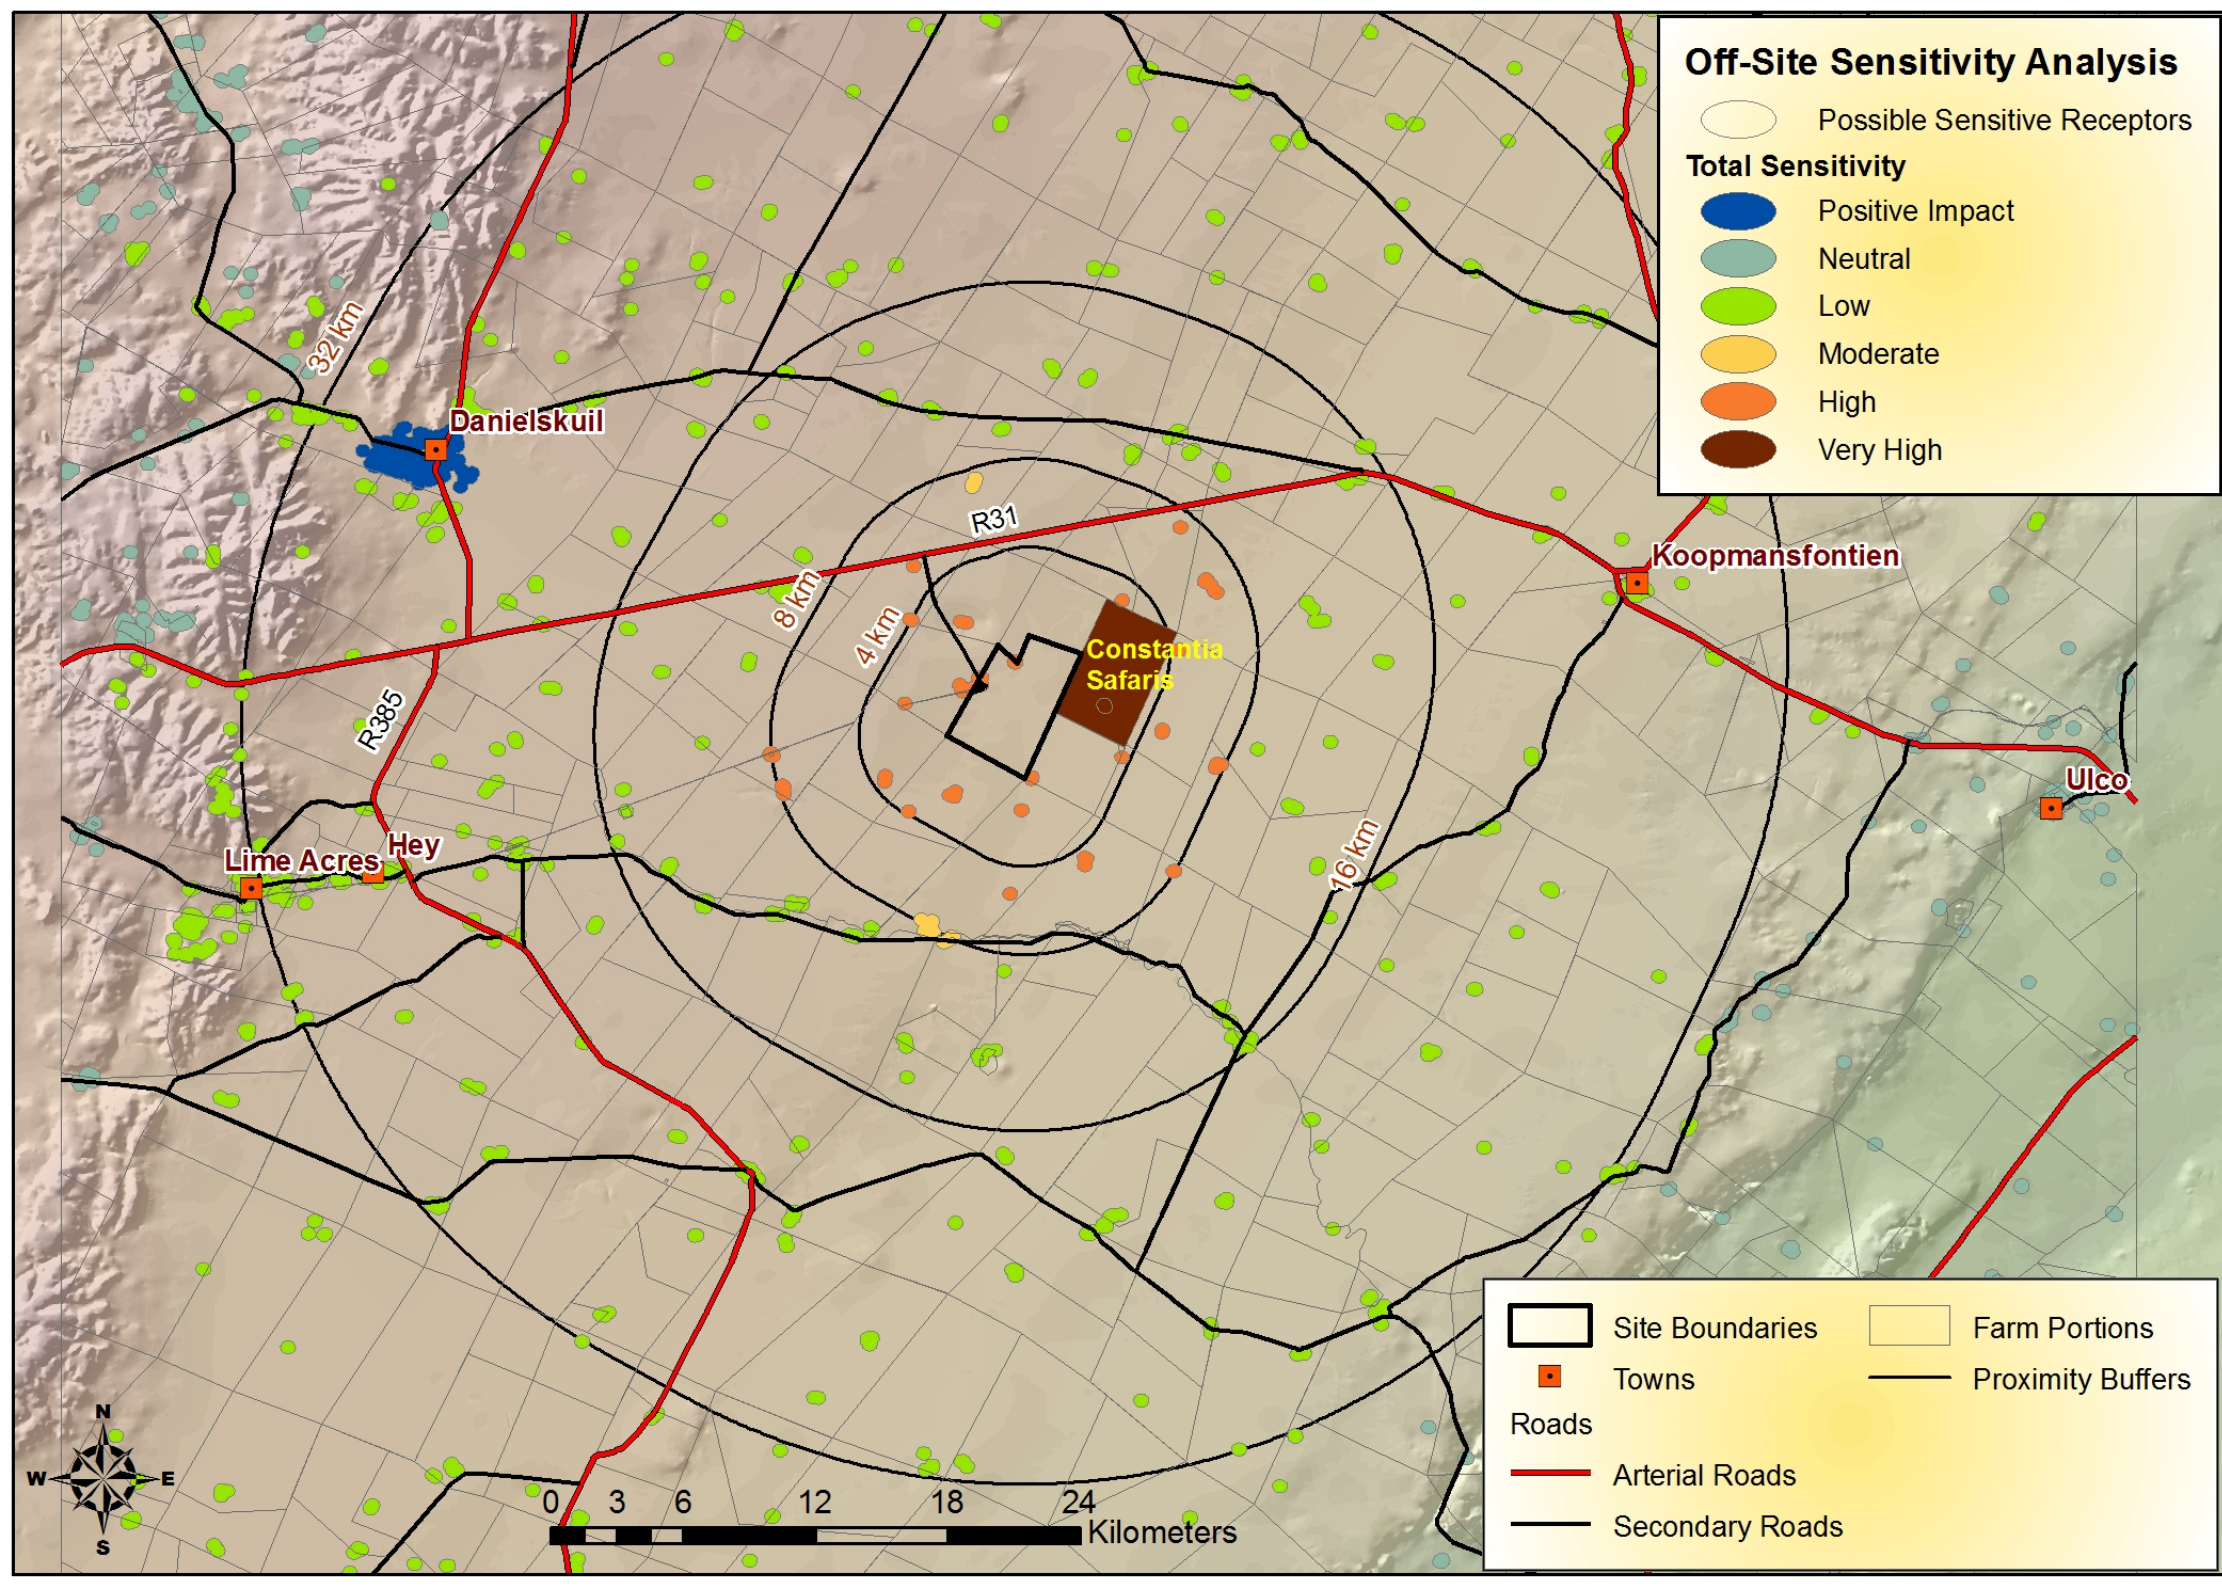 Off-Site Sensitivity Analysis
Possible Sensitive Receptors
Total Sensitivity
Positive Impact
Neutral
Low
Moderate
High
Very High
32 km
Danielskuil
R31
Koopmansfontien
8 km
4 km
Constantia
Safaris
R385
Ulco
Hey
Lime Acres
16 km
Site Boundaries
Farm Portions
Towns
Proximity Buffers
Roads
Arterial Roads
Secondary Roads
N
W
E
S
0 3 6 12 18 24
Kilometers